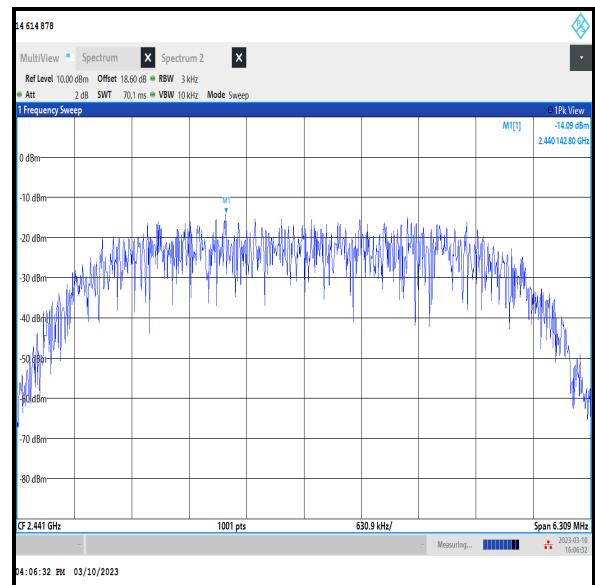 14 614 878
MultiView Spectrum X Spectrum 2 X
Ref Level 10.00 dBm Offset 18.60 dB RBW 3 kHz
Att 2 dB SWT 70.1 ms VBW 10 kHz Mode Sweep
1 Frequency Sweep 1Pk View
M1[1] -14.09 dBm
2.440 142 80 GHz
0 dBm
M1
-10 dBm
-20 dBm
-30 dBm
-40 dBm
-50 dBm
-60 dBm
-70 dBm
-80 dBm
CF 2.441 GHz 1001 pts 630.9 kHz/ Span 6.309 MHz
Measuring... 2023-03-10
16:06:32
04:06:32 PM 03/10/2023